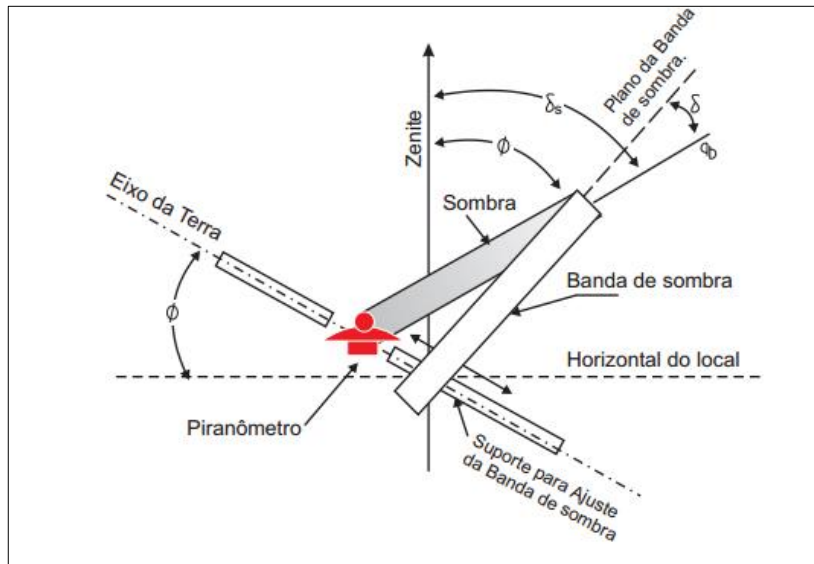 Plano da Banda
de sombra.
δ
δs
ϕ
Zenite
Eixo da Terra
Sombra
Banda de sombra
ϕ
Horizontal do local
Piranômetro
Suporte para Ajuste
da Banda de sombra